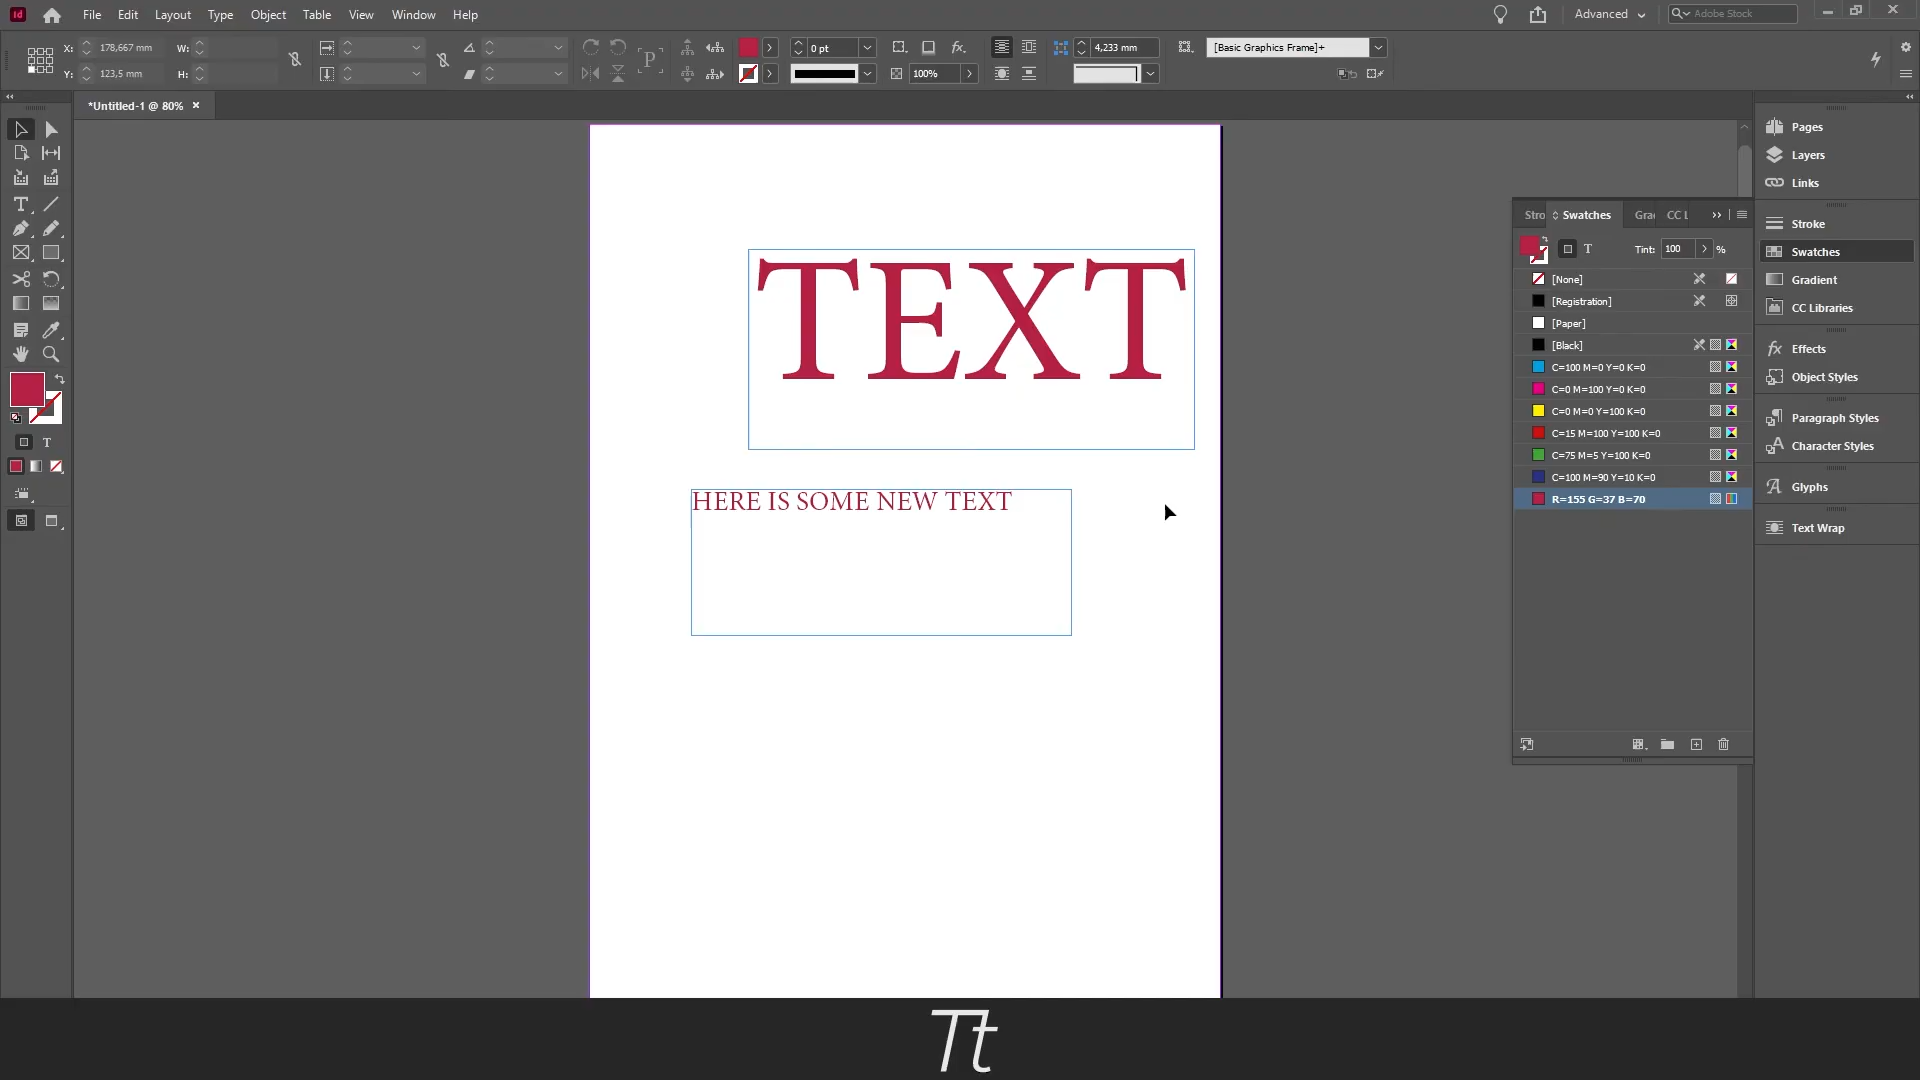 Id File Edit Layout Type Object Table View Window Help Advanced Adobe Stock
X: 178,667 mm W: 0 pt 4,233 mm [Basic Graphics Frame]+
Y: 123,5 mm H: 100%
*Untitled-1 @ 80% ×
TEXT
HERE IS SOME NEW TEXT
Stro Swatches Gra CC L
T Tint: 100 %
[None]
[Registration]
[Paper]
[Black]
C=100 M=0 Y=0 K=0
C=0 M=100 Y=0 K=0
C=0 M=0 Y=100 K=0
C=15 M=100 Y=100 K=0
C=75 M=5 Y=100 K=0
C=100 M=90 Y=10 K=0
R=155 G=37 B=70
Pages
Layers
Links
Stroke
Swatches
Gradient
CC Libraries
Effects
Object Styles
Paragraph Styles
Character Styles
Glyphs
Text Wrap
Tt